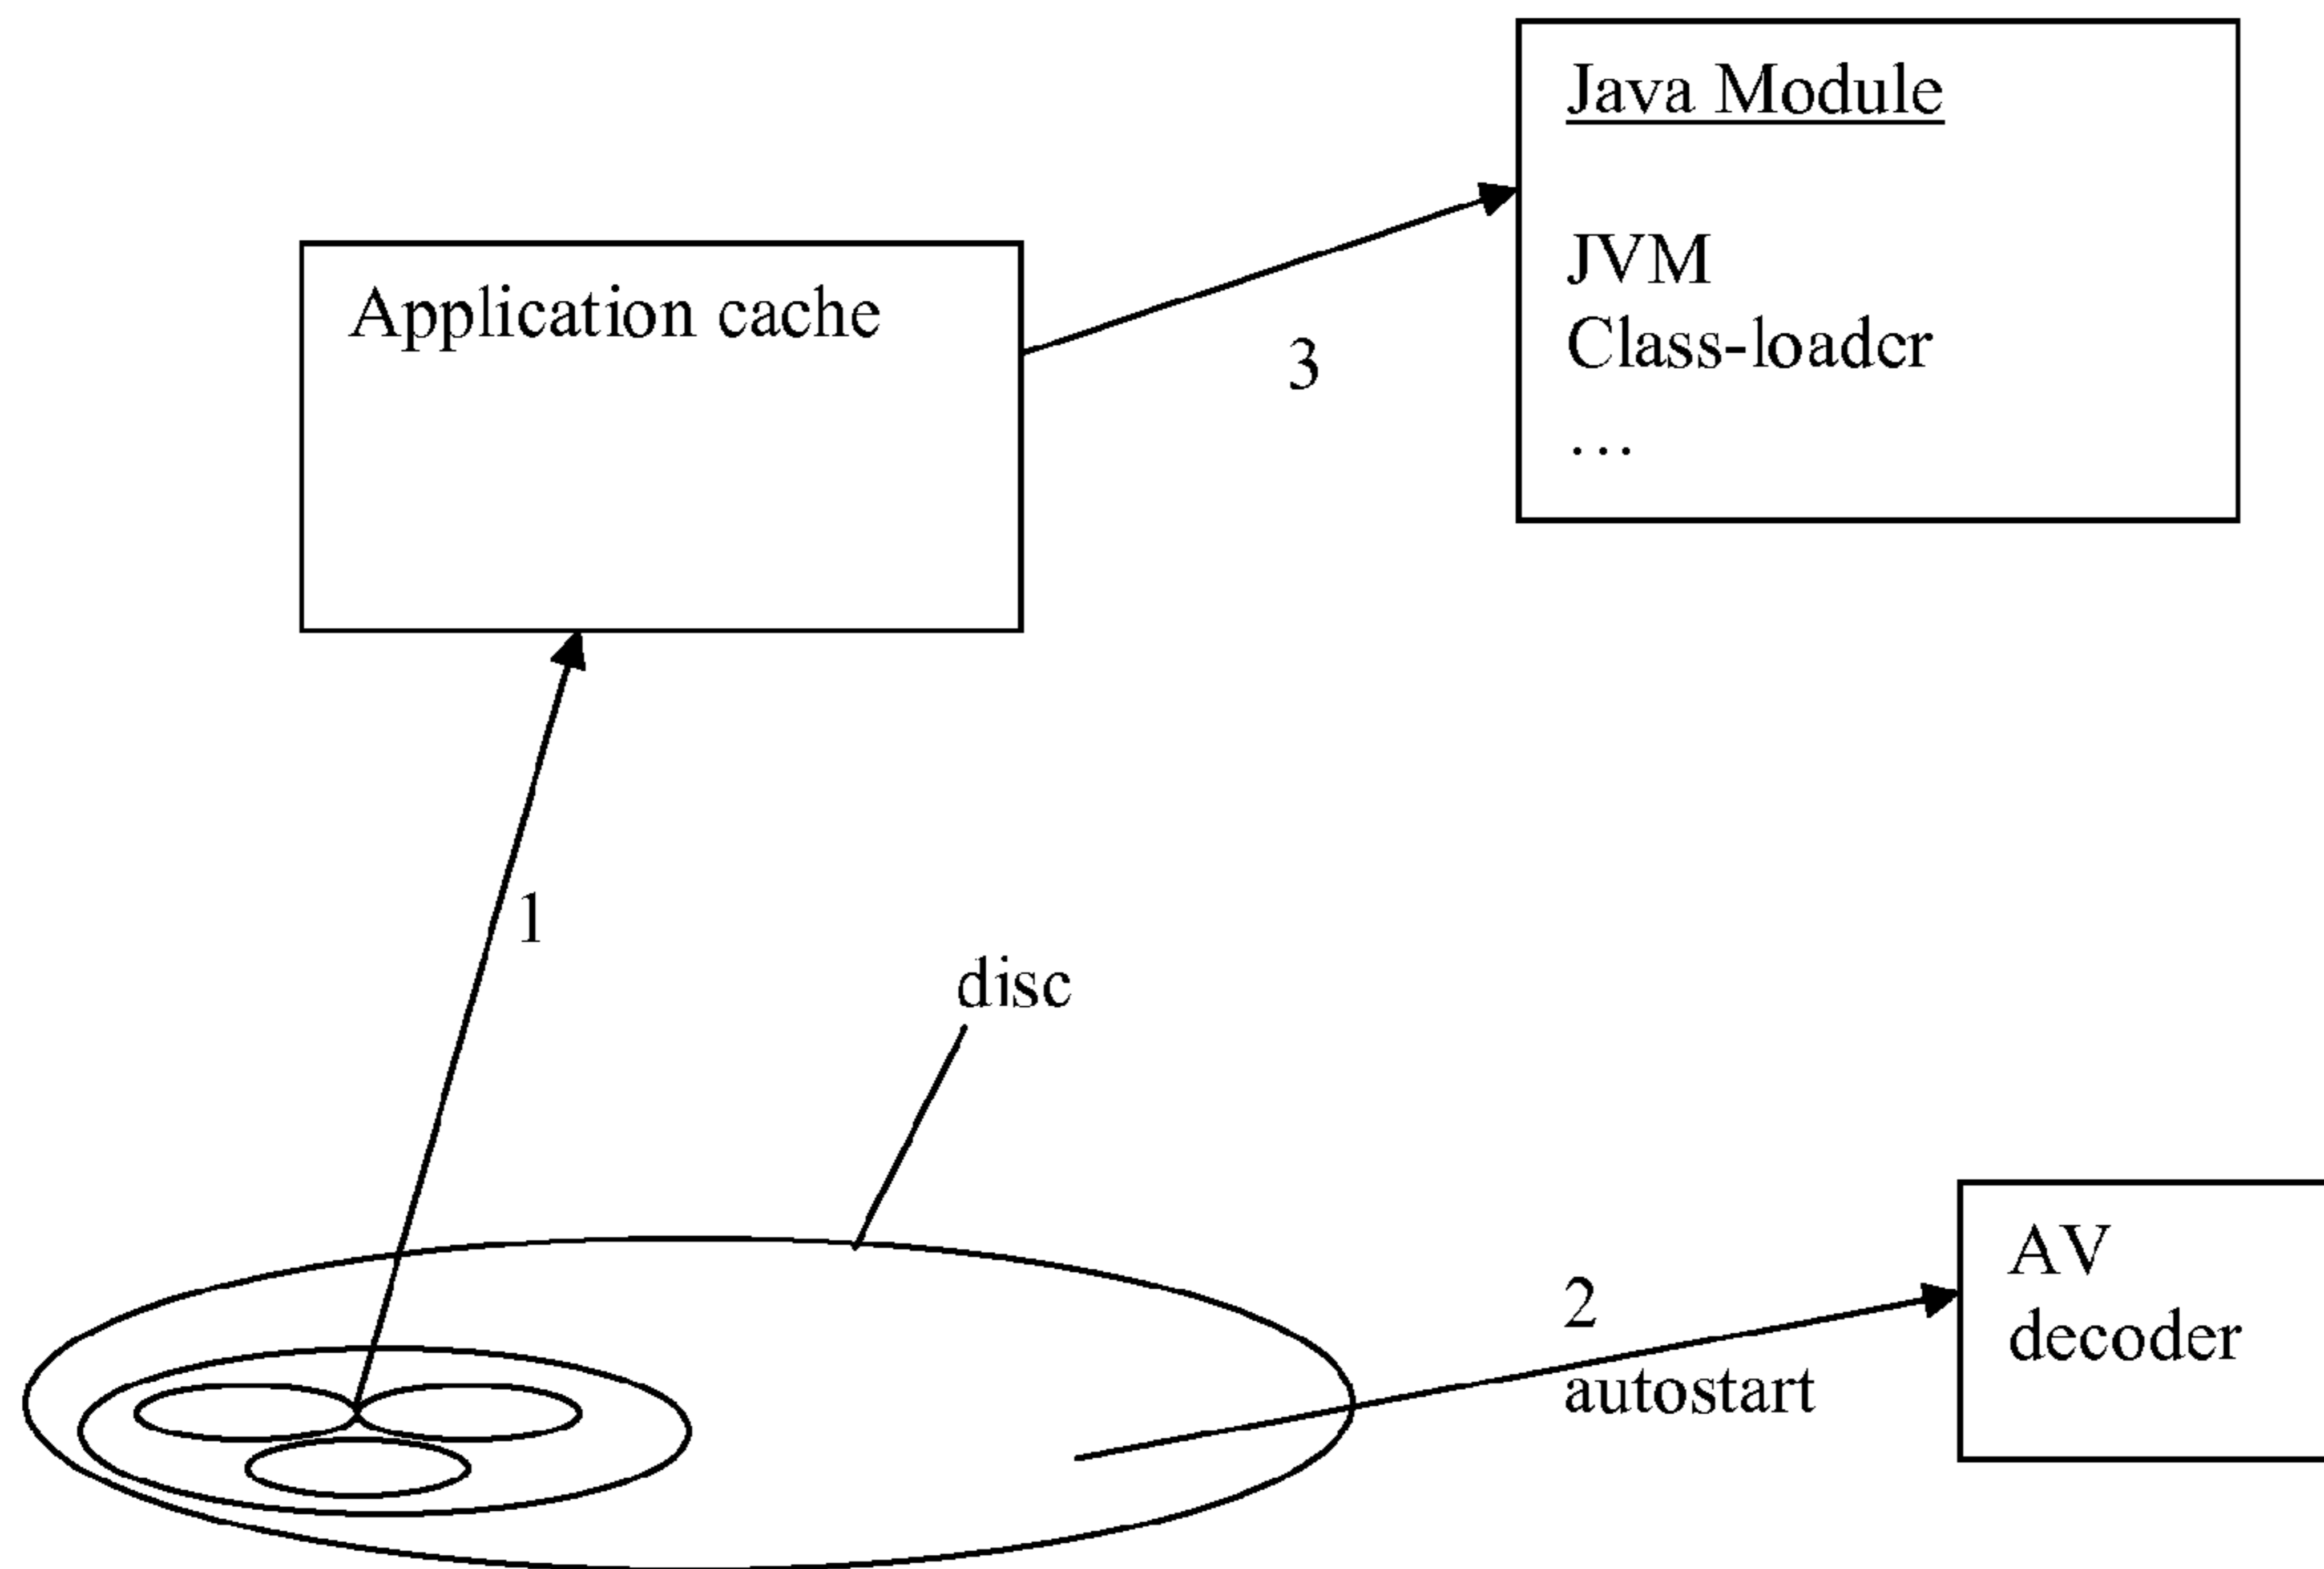 Java Module
JVM
Class-loader
...
Application cache
3
1
disc
2
autostart
AV
decoder